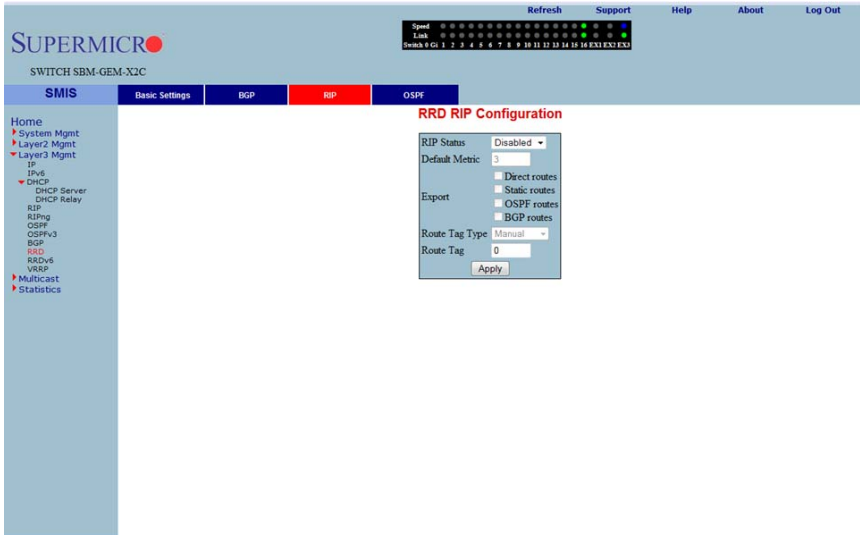 Refresh Support Help About Log Out
Speed
Link
Switch 0 Gi 1 2 3 4 5 6 7 8 9 10 11 12 13 14 15 16 EX1 EX2 EX3
SUPERMICRO
SWITCH SBM-GEM-X2C
SMIS
Basic Settings BGP RIP OSPF
Home
System Mgmt
Layer2 Mgmt
Layer3 Mgmt
IP
IPv6
DHCP
DHCP Server
DHCP Relay
RIP
RIPng
OSPF
OSPFv3
BGP
RRD
RRDv6
VRRP
Multicast
Statistics
RRD RIP Configuration
RIP Status Disabled
Default Metric 3
Export
Direct routes
Static routes
OSPF routes
BGP routes
Route Tag Type Manual
Route Tag 0
Apply